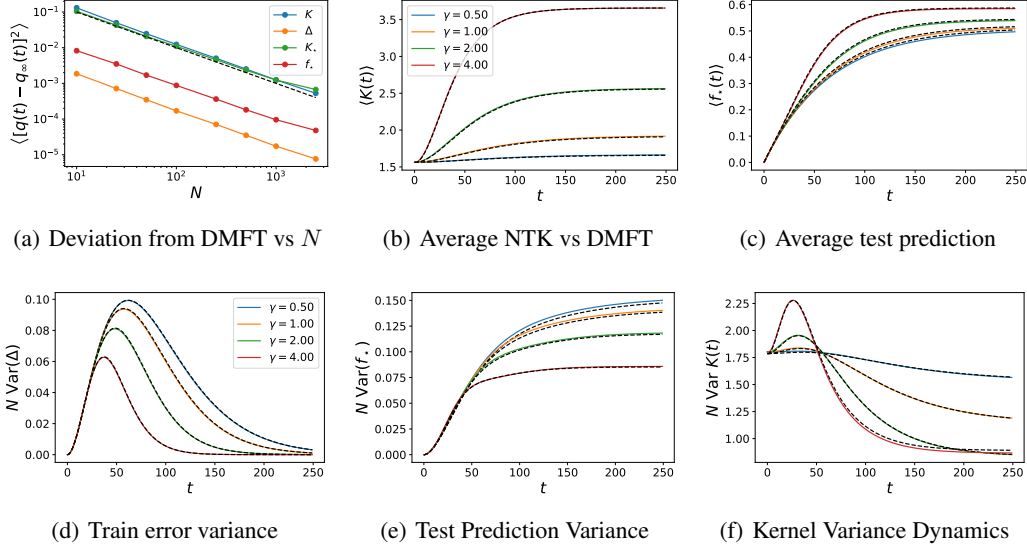 10⁻¹
10⁻²
10⁻³
10⁻⁴
10⁻⁵
⟨[q(t) − q∞(t)]²⟩
K
Δ
K⋆
f⋆
10¹
10²
10³
N
(a) Deviation from DMFT vs N
3.5
3.0
2.5
2.0
1.5
⟨K(t)⟩
γ = 0.50
γ = 1.00
γ = 2.00
γ = 4.00
0 50 100 150 200 250
t
(b) Average NTK vs DMFT
0.6
0.5
0.4
0.3
0.2
0.1
0.0
⟨f⋆(t)⟩
0 50 100 150 200 250
t
(c) Average test prediction
0.10
0.08
0.06
0.04
0.02
0.00
N Var(Δ)
γ = 0.50
γ = 1.00
γ = 2.00
γ = 4.00
0 50 100 150 200 250
t
(d) Train error variance
0.150
0.125
0.100
0.075
0.050
0.025
0.000
N Var(f⋆)
0 50 100 150 200 250
t
(e) Test Prediction Variance
2.25
2.00
1.75
1.50
1.25
1.00
N Var K(t)
0 50 100 150 200 250
t
(f) Kernel Variance Dynamics